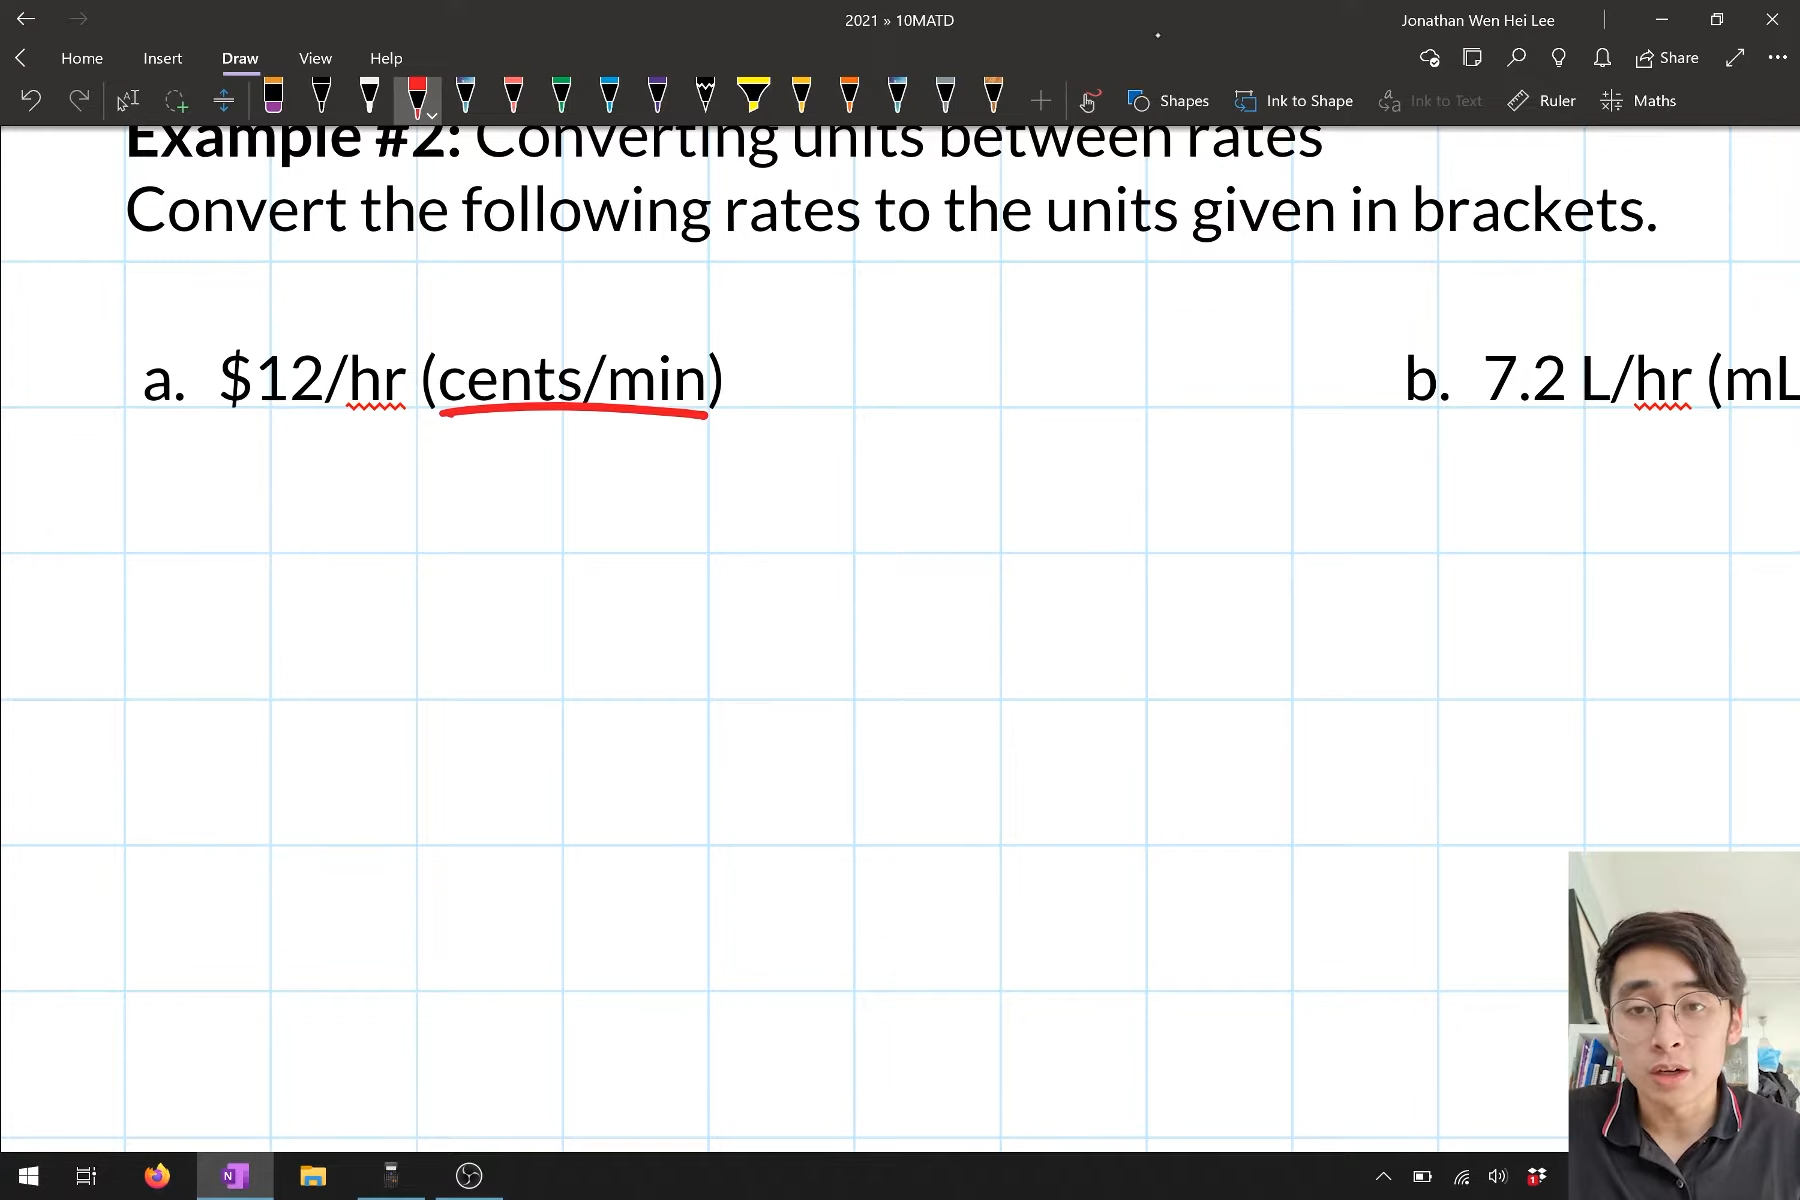 2021 » 10MATD
Jonathan Wen Hei Lee
Home Insert Draw View Help
Share
Shapes Ink to Shape Ink to Text Ruler Maths
Example #2: Converting units between rates
Convert the following rates to the units given in brackets.
a. $12/hr (cents/min)
b. 7.2 L/hr (mL